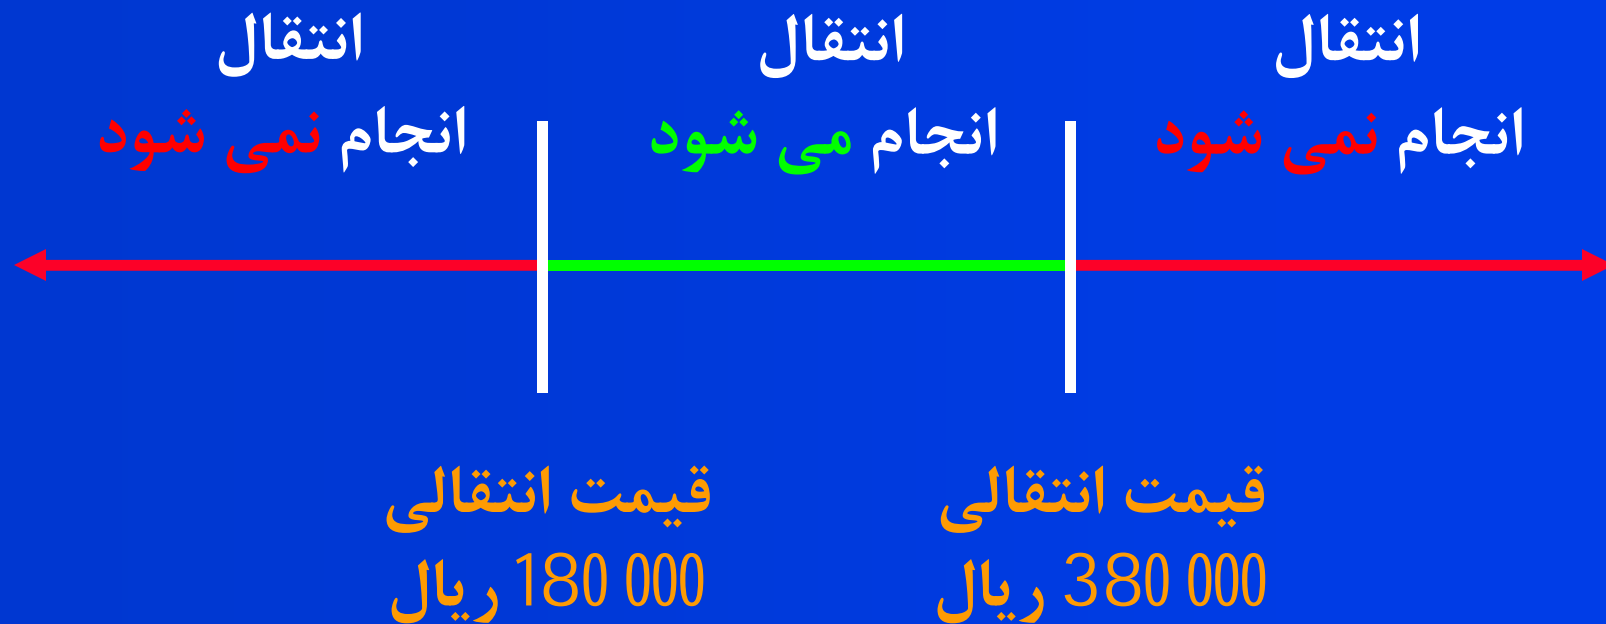 انتقال
انجام نمی شود
انتقال
انجام می شود
انتقال
انجام نمی شود
قیمت انتقالی
380 000 ریال
قیمت انتقالی
180 000 ریال